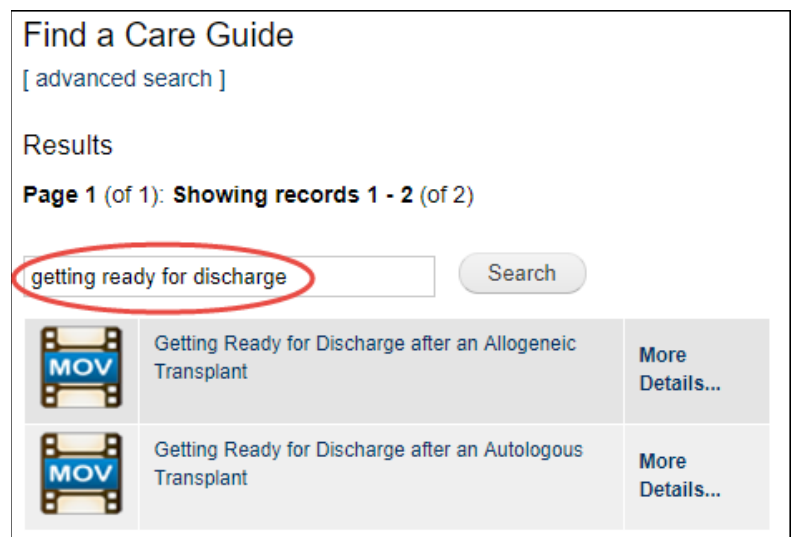 Find a Care Guide
[ advanced search ]
Results
Page 1 (of 1): Showing records 1 - 2 (of 2)
getting ready for discharge
Search
MOV
Getting Ready for Discharge after an Allogeneic
Transplant
More
Details...
MOV
Getting Ready for Discharge after an Autologous
Transplant
More
Details...